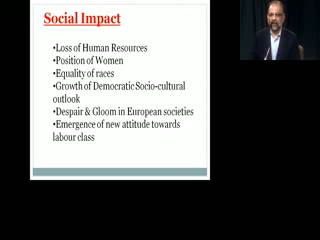 Social Impact
•Loss of Human Resources
•Position of Women
•Equality of races
•Growth of Democratic Socio-cultural
outlook
•Despair & Gloom in European societies
•Emergence of new attitude towards
labour class